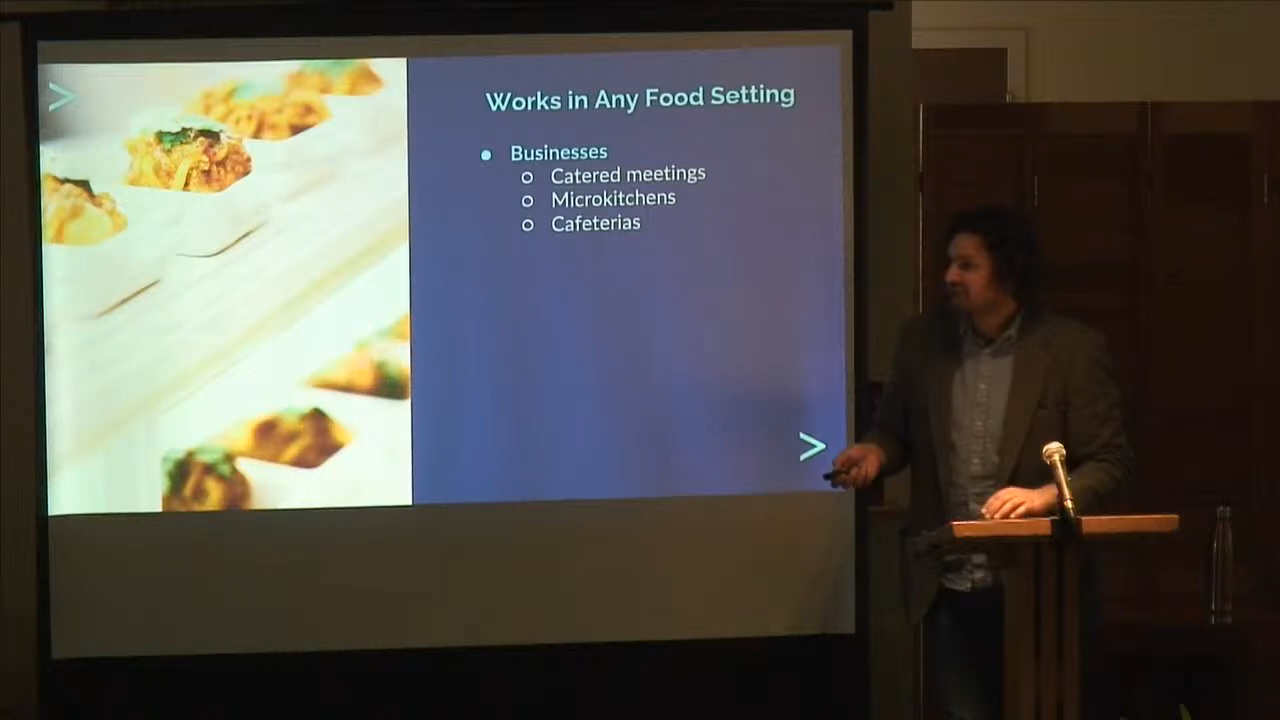 Works in Any Food Setting
Businesses
Catered meetings
Microkitchens
Cafeterias